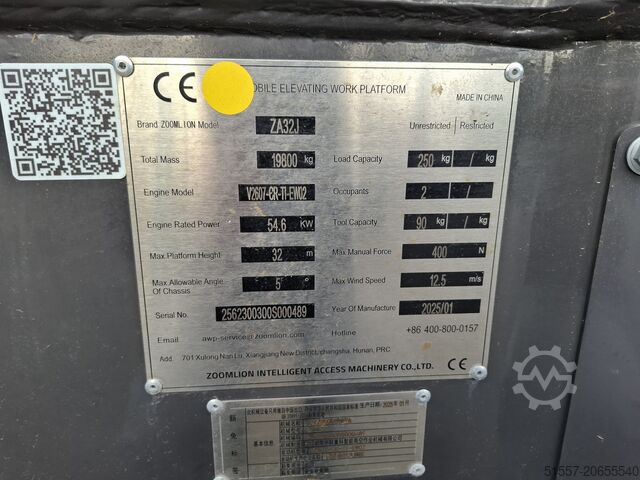 CE
MOBILE ELEVATING WORK PLATFORM
MADE IN CHINA
Brand ZOOMLION Model ZA32J Unrestricted Restricted
Total Mass 19800 kg Load Capacity 250 kg / kg
Engine Model V2607-CR-TI-EW02 Occupants 2 / /
Engine Rated Power 54.6 KW Tool Capacity 90 kg / kg
Max.Platform Height 32 m Max Manual Force 400 N
Max.Allowable Angle Of Chassis 5° Max Wind Speed 12.5 m/s
Serial No. 2562300300S000489 Year Of Manufacture 2025/01
Email. awp-service@zoomlion.com Hotline +86 400-800-0157
Add. 701 Xulong Nan Lu, Xiangjiang New District, changsha, Hunan, PRC
ZOOMLION INTELLIGENT ACCESS MACHINERY CO.,LTD. CE
51557-20655540